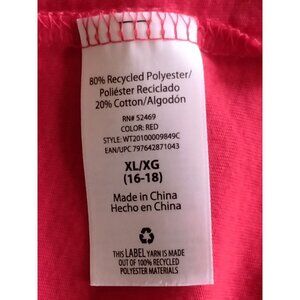 80% Recycled Polyester/
Poliéster Reciclado
20% Cotton/Algodón
RN# 52469
COLOR: RED
STYLE: WT20100009849C
EAN/UPC 797642871043
XL/XG
(16-18)
Made in China
Hecho en China
THIS LABEL YARN IS MADE
OUT OF 100% RECYCLED
POLYESTER MATERIALS